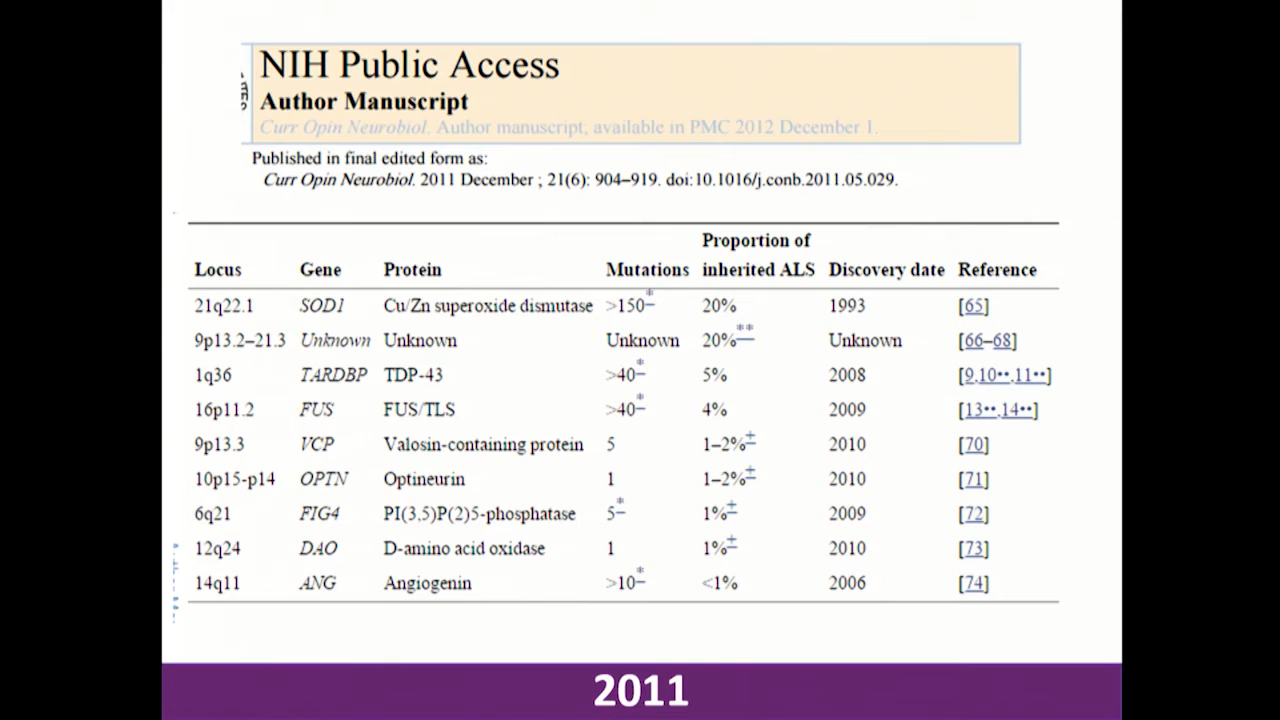 NIH Public Access
Author Manuscript
Curr Opin Neurobiol. Author manuscript; available in PMC 2012 December 1.
Published in final edited form as:
Curr Opin Neurobiol. 2011 December ; 21(6): 904–919. doi:10.1016/j.conb.2011.05.029.
Locus Gene Protein Mutations Proportion of inherited ALS Discovery date Reference
21q22.1 SOD1 Cu/Zn superoxide dismutase >150* 20% 1993 [65]
9p13.2–21.3 Unknown Unknown Unknown 20%** Unknown [66–68]
1q36 TARDBP TDP-43 >40* 5% 2008 [9,10••,11••]
16p11.2 FUS FUS/TLS >40* 4% 2009 [13••,14••]
9p13.3 VCP Valosin-containing protein 5 1–2%± 2010 [70]
10p15-p14 OPTN Optineurin 1 1–2%± 2010 [71]
6q21 FIG4 PI(3,5)P(2)5-phosphatase 5* 1%± 2009 [72]
12q24 DAO D-amino acid oxidase 1 1%± 2010 [73]
14q11 ANG Angiogenin >10* <1% 2006 [74]
2011